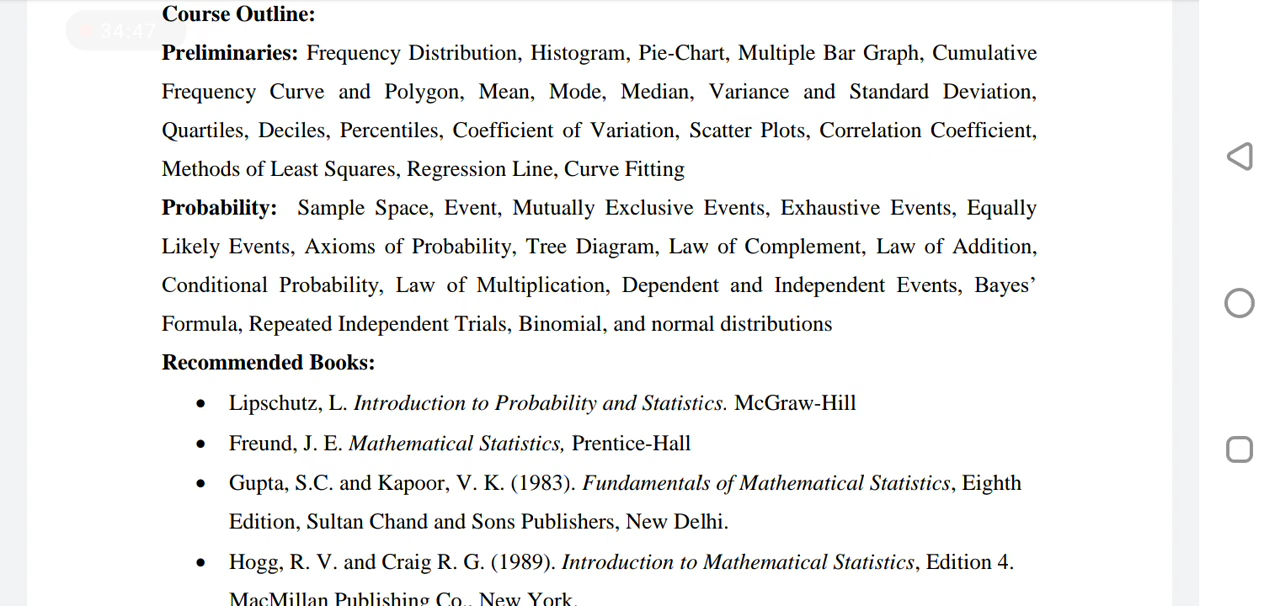 34:47
Course Outline:
Preliminaries: Frequency Distribution, Histogram, Pie-Chart, Multiple Bar Graph, Cumulative
Frequency Curve and Polygon, Mean, Mode, Median, Variance and Standard Deviation,
Quartiles, Deciles, Percentiles, Coefficient of Variation, Scatter Plots, Correlation Coefficient,
Methods of Least Squares, Regression Line, Curve Fitting
Probability: Sample Space, Event, Mutually Exclusive Events, Exhaustive Events, Equally
Likely Events, Axioms of Probability, Tree Diagram, Law of Complement, Law of Addition,
Conditional Probability, Law of Multiplication, Dependent and Independent Events, Bayes’
Formula, Repeated Independent Trials, Binomial, and normal distributions
Recommended Books:
• Lipschutz, L. Introduction to Probability and Statistics. McGraw-Hill
• Freund, J. E. Mathematical Statistics, Prentice-Hall
• Gupta, S.C. and Kapoor, V. K. (1983). Fundamentals of Mathematical Statistics, Eighth
Edition, Sultan Chand and Sons Publishers, New Delhi.
• Hogg, R. V. and Craig R. G. (1989). Introduction to Mathematical Statistics, Edition 4.
MacMillan Publishing Co., New York.